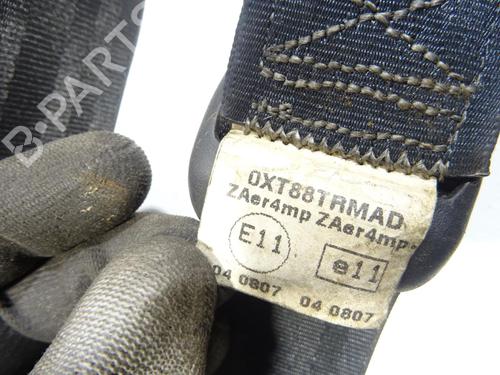 B-PARTS
0XT88TRMAD
ZAer4mp ZAer4mp
E11 e11
04 0807 04 0807